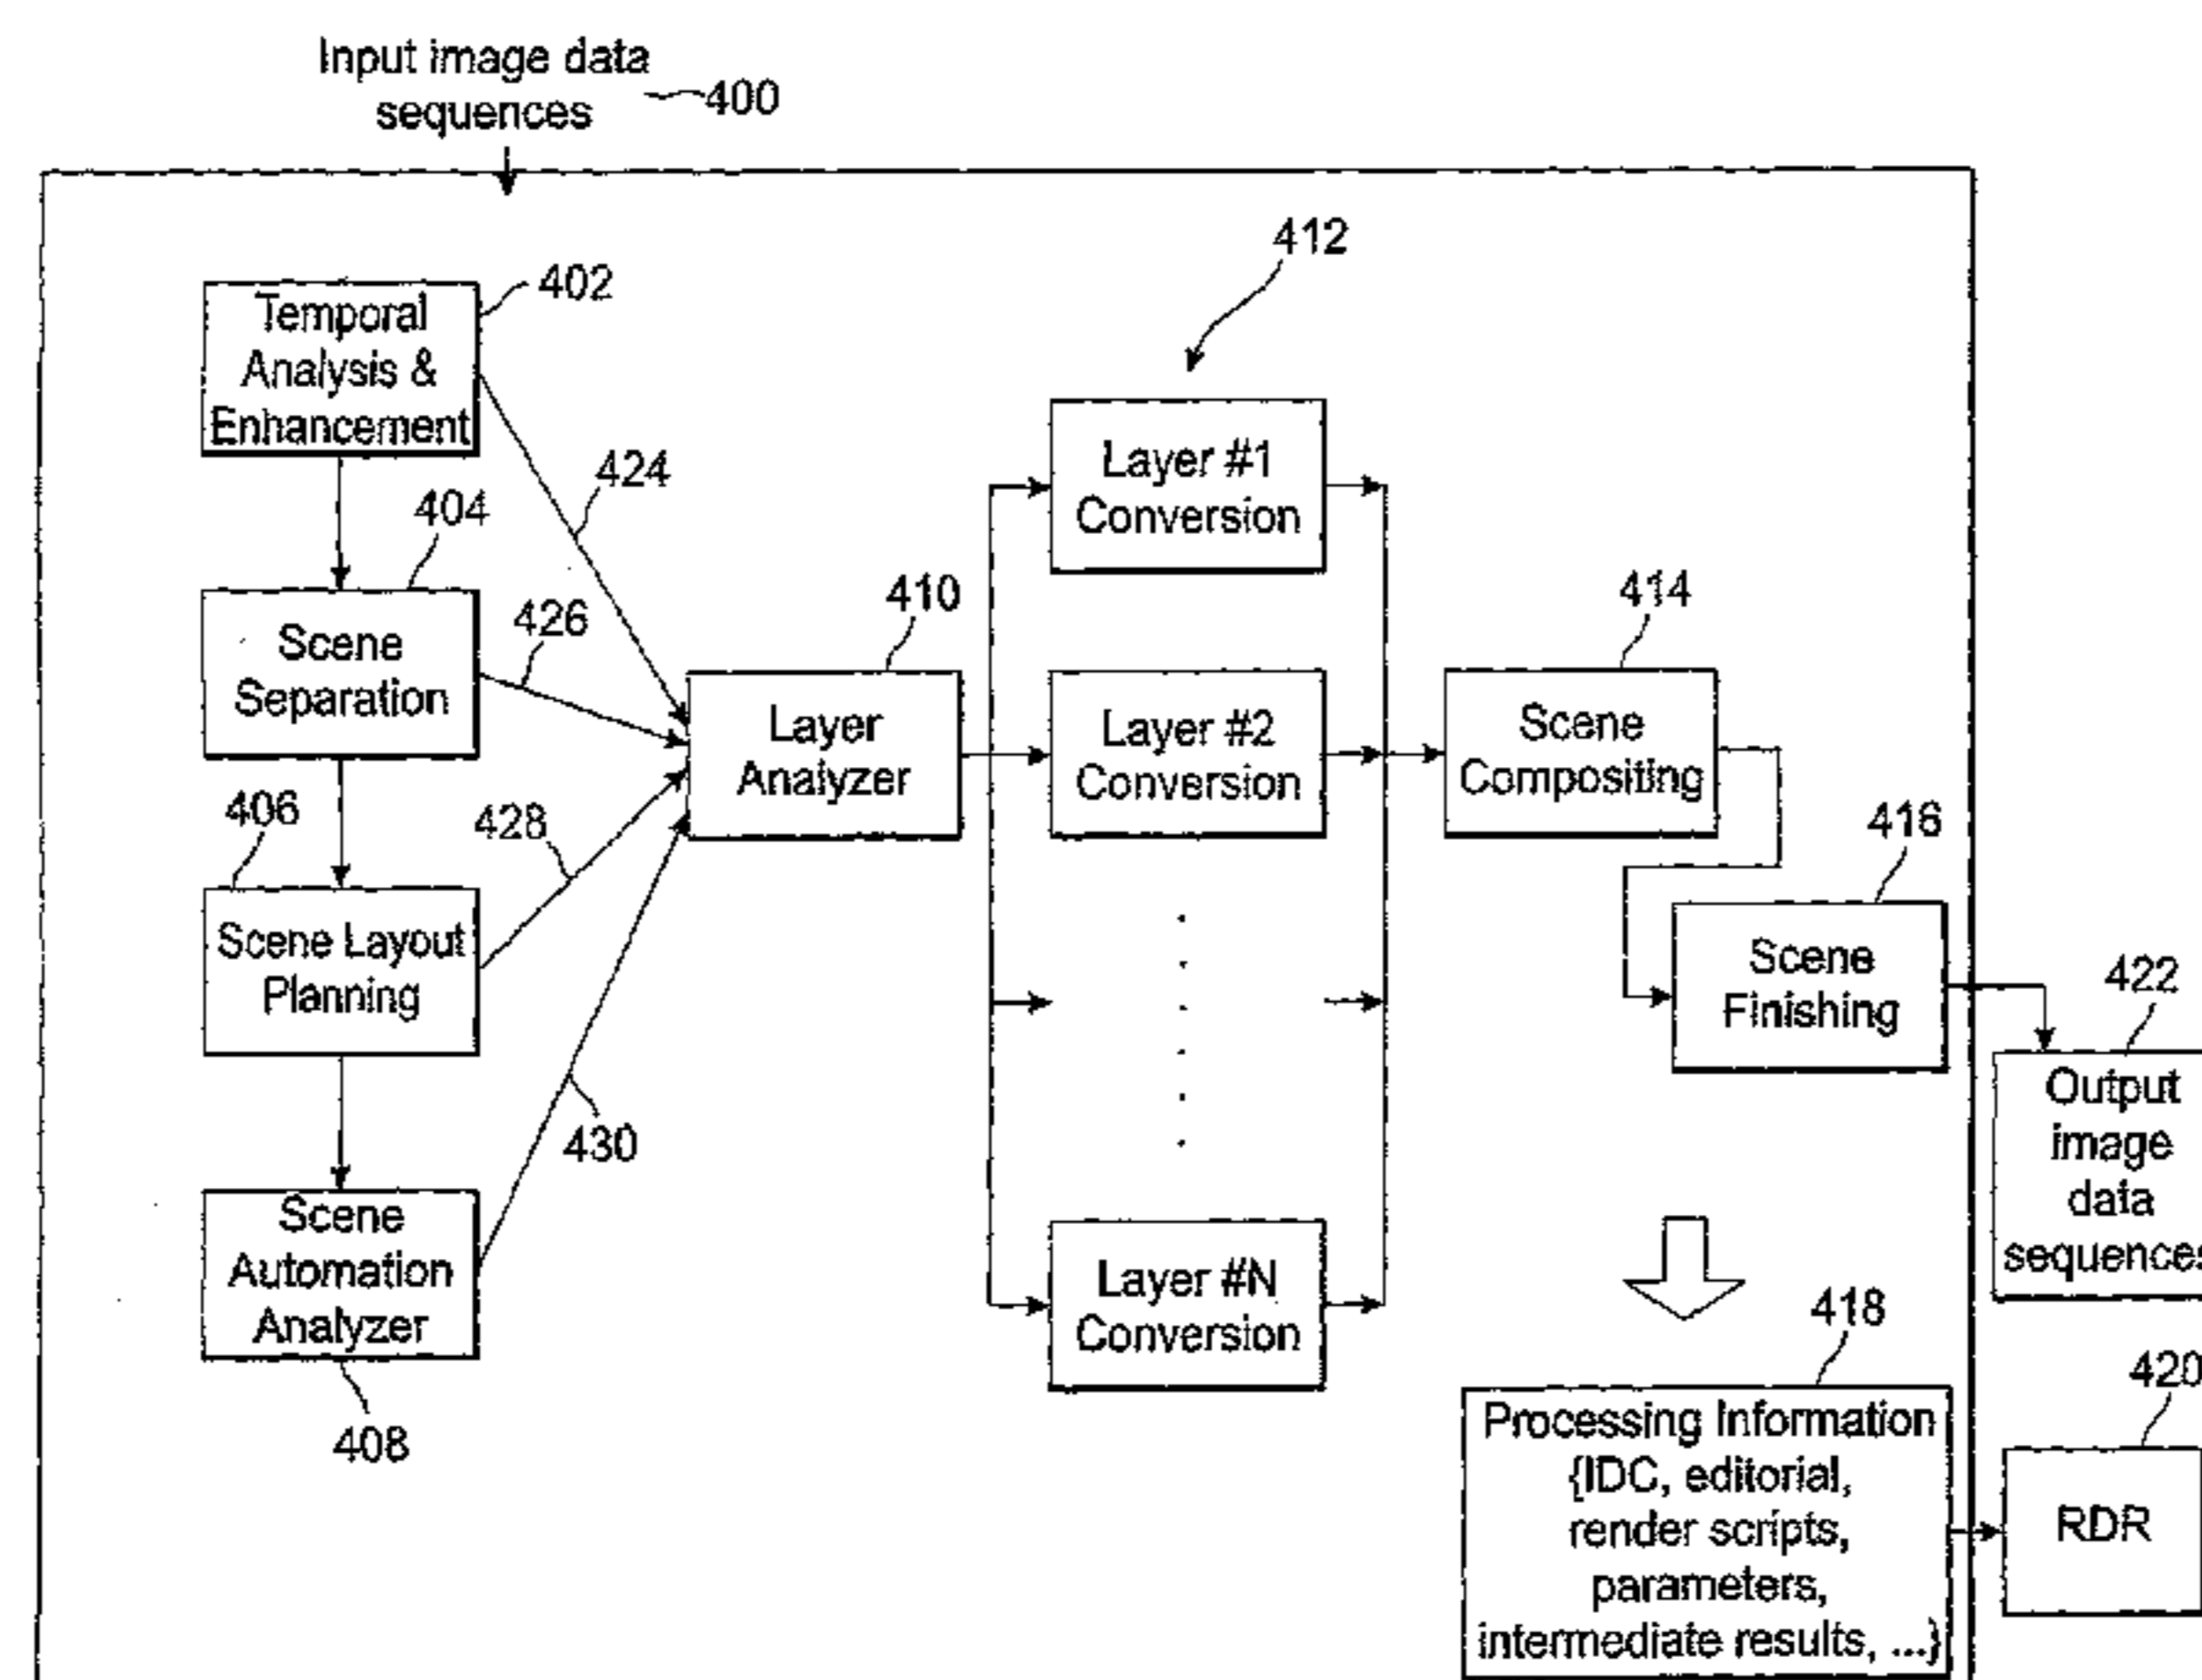 Input image data
sequences
400
412
402
Temporal
Analysis &
Enhancement
424
404
Layer #1
Conversion
426
410
414
Scene
Separation
Layer
Analyzer
Layer #2
Conversion
Scene
Compositing
406
428
416
Scene Layout
Planning
Scene
Finishing
422
Output
image
data
sequences
430
Scene
Automation
Analyzer
408
Layer #N
Conversion
418
420
Processing Information
{IDC, editorial,
render scripts,
parameters,
intermediate results, ...}
RDR